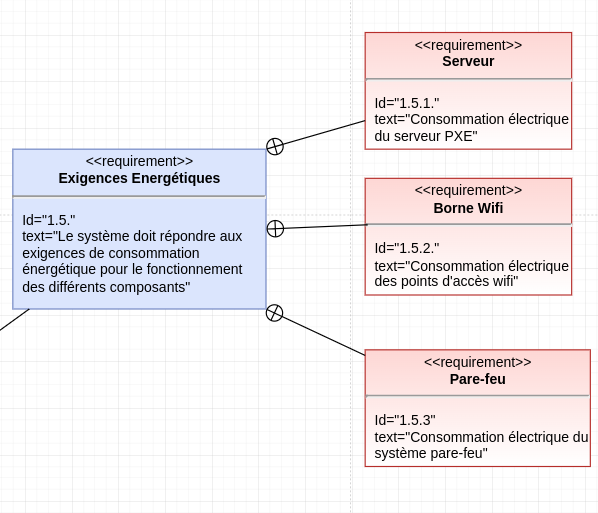 <<requirement>>
Exigences Energétiques
Id="1.5."
text="Le système doit répondre aux
exigences de consommation
énergétique pour le fonctionnement
des différents composants"
<<requirement>>
Serveur
Id="1.5.1."
text="Consommation électrique
du serveur PXE"
<<requirement>>
Borne Wifi
Id="1.5.2."
text="Consommation électrique
des points d'accès wifi"
<<requirement>>
Pare-feu
Id="1.5.3"
text="Consommation électrique du
système pare-feu"